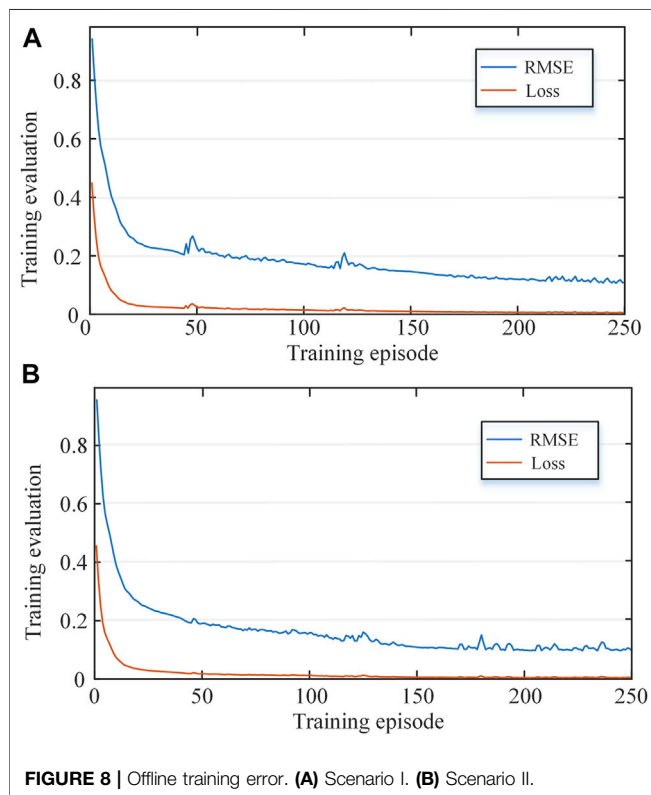 A
0.8
0.6
0.4
0.2
0
Training evaluation
RMSE
Loss
0 50 100 150 200 250
Training episode
B
0.8
0.6
0.4
0.2
0
Training evaluation
RMSE
Loss
0 50 100 150 200 250
Training episode
FIGURE 8 | Offline training error. (A) Scenario I. (B) Scenario II.